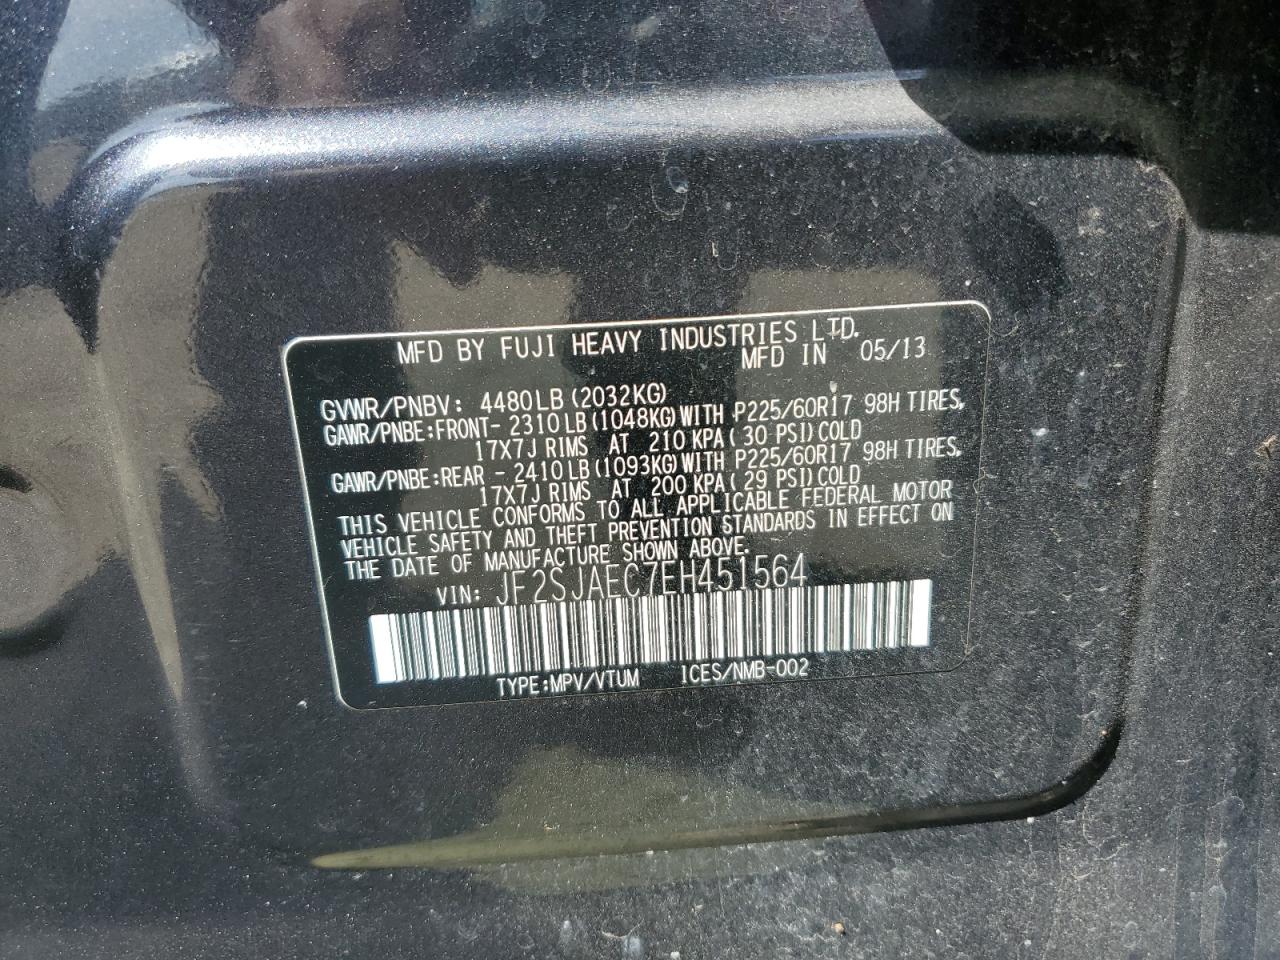 MFD BY FUJI HEAVY INDUSTRIES LTD.
MFD IN 05/13
GVWR/PNBV: 4480LB (2032KG)
GAWR/PNBE:FRONT- 2310LB (1048KG) WITH P225/60R17 98H TIRES,
17X7J RIMS AT 210 KPA( 30 PSI)COLD
GAWR/PNBE:REAR - 2410LB (1093KG) WITH P225/60R17 98H TIRES,
17X7J RIMS AT 200 KPA( 29 PSI)COLD
THIS VEHICLE CONFORMS TO ALL APPLICABLE FEDERAL MOTOR
VEHICLE SAFETY AND THEFT PREVENTION STANDARDS IN EFFECT ON
THE DATE OF MANUFACTURE SHOWN ABOVE.
VIN: JF2SJAEC7EH451564
TYPE:MPV/VTUM ICES/NMB-002